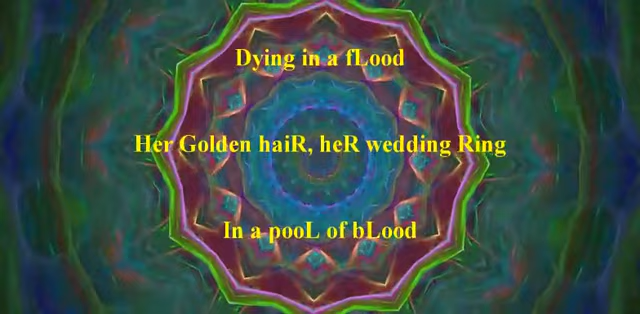 Dying in a fLood
Her Golden haiR, heR wedding Ring
In a pooL of bLood